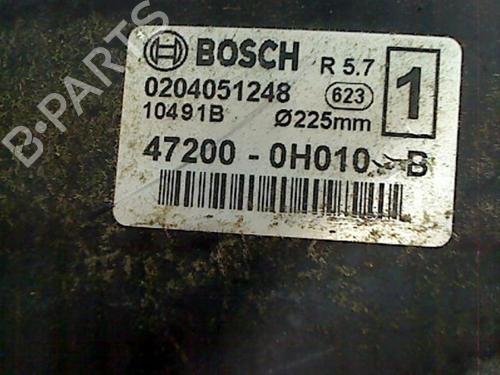 BOSCH R 5.7 1
0204051248 623
10491B Ø225mm
47200 - 0H010 - B
B-PARTS